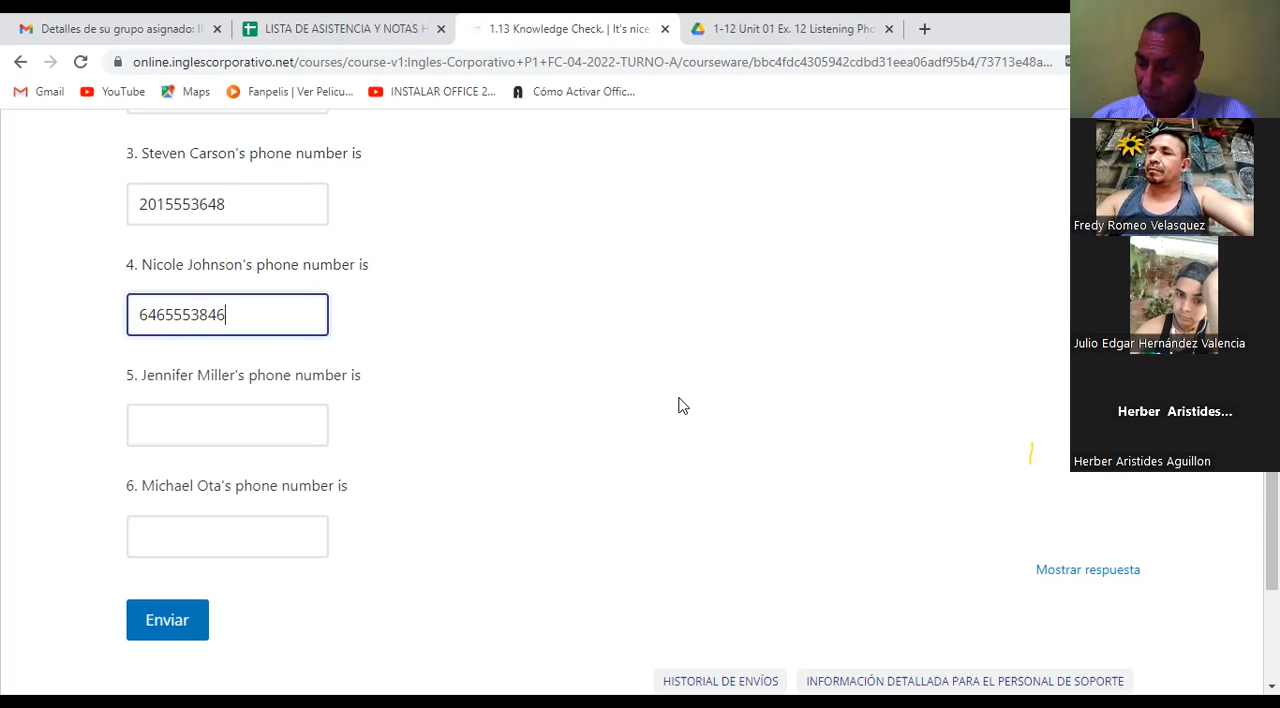 Detalles de su grupo asignado: II
LISTA DE ASISTENCIA Y NOTAS H
1.13 Knowledge Check. | It's nice
1-12 Unit 01 Ex. 12 Listening Pho
online.inglescorporativo.net/courses/course-v1:Ingles-Corporativo+P1+FC-04-2022-TURNO-A/courseware/bbc4fdc4305942cdbd31eea06adf95b4/73713e48a...
Gmail
YouTube
Maps
Fanpelis | Ver Pelicu...
INSTALAR OFFICE 2...
Cómo Activar Offic...
3. Steven Carson's phone number is
2015553648
4. Nicole Johnson's phone number is
6465553846
5. Jennifer Miller's phone number is
6. Michael Ota's phone number is
Mostrar respuesta
Enviar
HISTORIAL DE ENVÍOS
INFORMACIÓN DETALLADA PARA EL PERSONAL DE SOPORTE
Fredy Romeo Velasquez
Julio Edgar Hernández Valencia
Herber Aristides...
Herber Aristides Aguillon